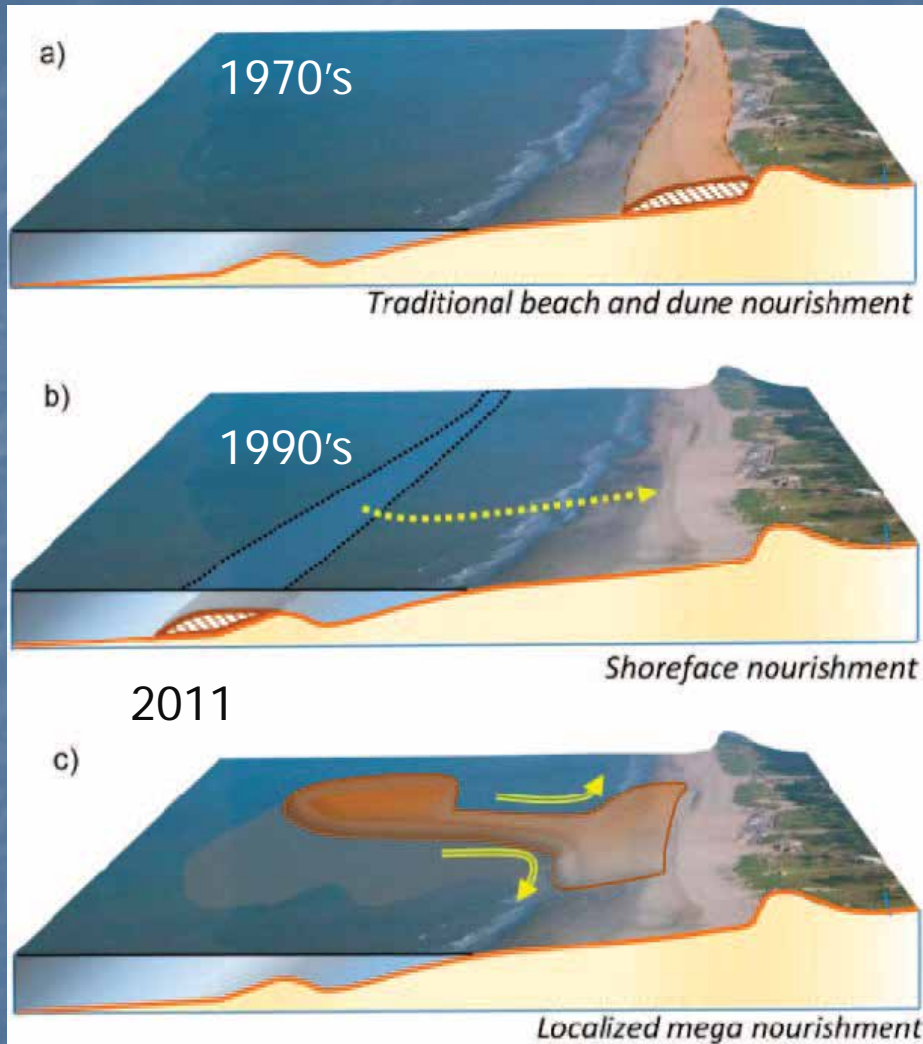 a)
1970's
Traditional beach and dune nourishment
b)
1990's
Shoreface nourishment
2011
c)
Localized mega nourishment